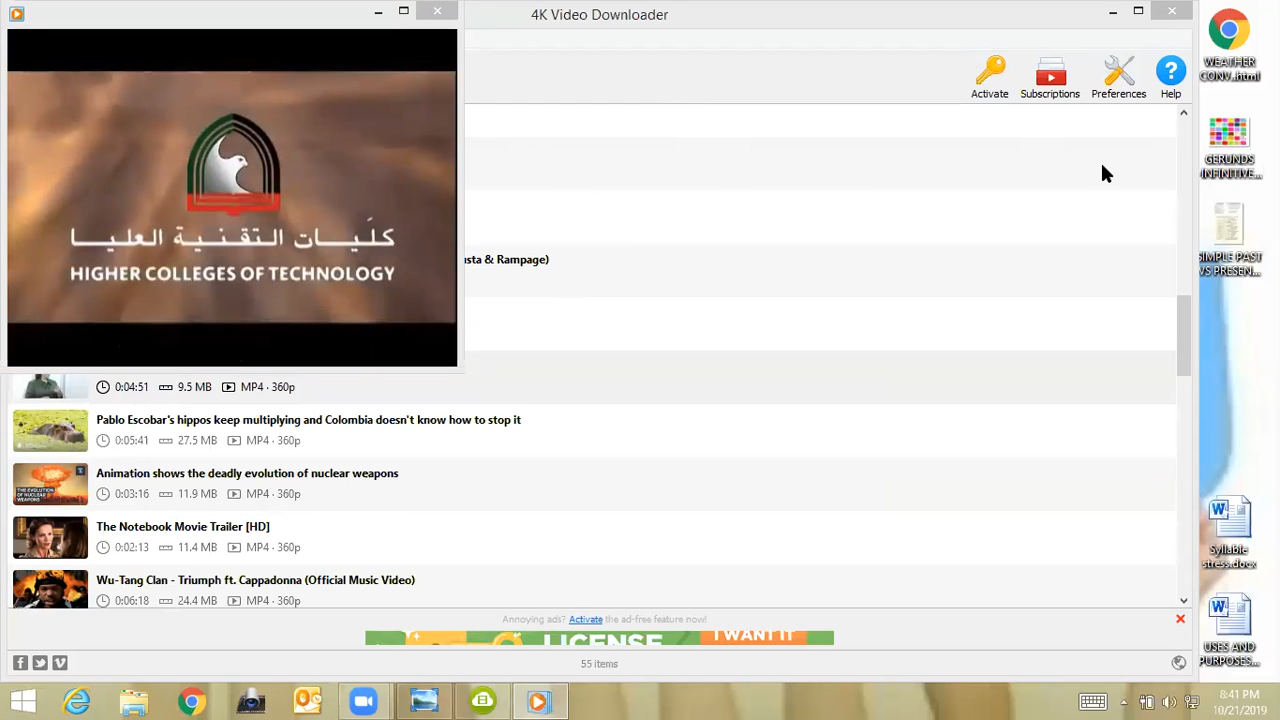 4K Video Downloader
Activate
Subscriptions
Preferences
Help
كليات التقنية العليا
HIGHER COLLEGES OF TECHNOLOGY
usta & Rampage)
0:04:51 9.5 MB MP4 · 360p
Pablo Escobar's hippos keep multiplying and Colombia doesn't know how to stop it
0:05:41 27.5 MB MP4 · 360p
THE EVOLUTION OF NUCLEAR WEAPONS
Animation shows the deadly evolution of nuclear weapons
0:03:16 11.9 MB MP4 · 360p
The Notebook Movie Trailer [HD]
0:02:13 11.4 MB MP4 · 360p
Wu-Tang Clan - Triumph ft. Cappadonna (Official Music Video)
0:06:18 24.4 MB MP4 · 360p
Annoying ads? Activate the ad-free feature now!
LICENSE
I WANT IT
55 items
WEATHER
CONV...html
GERUNDS
INFINITIVE...
SIMPLE PAST
VS PRESEN...
Syllable
stress.docx
USES AND
PURPOSES...
8:41 PM
10/21/2019